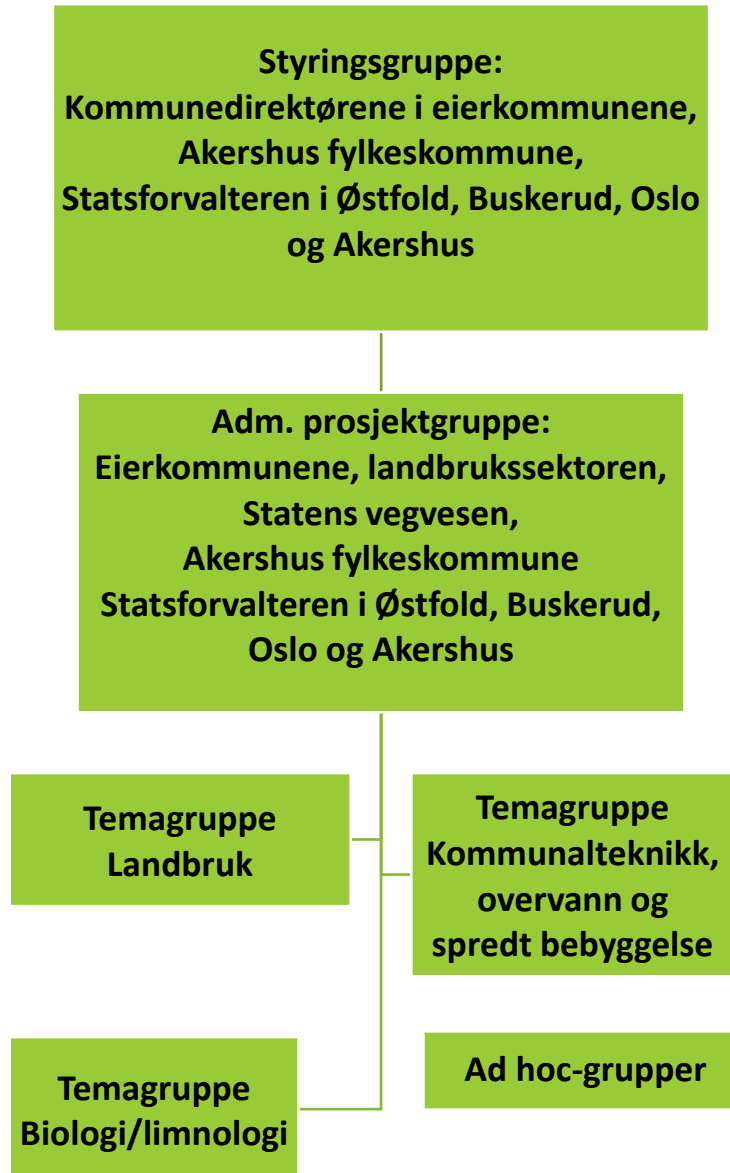 Styringsgruppe:
Kommunedirektørene i eierkommunene,
Akershus fylkeskommune,
Statsforvalteren i Østfold, Buskerud, Oslo
og Akershus
Adm. prosjektgruppe:
Eierkommunene, landbrukssektoren,
Statens vegvesen,
Akershus fylkeskommune
Statsforvalteren i Østfold, Buskerud,
Oslo og Akershus
Temagruppe
Landbruk
Temagruppe
Kommunalteknikk,
overvann og
spredt bebyggelse
Temagruppe
Biologi/limnologi
Ad hoc-grupper